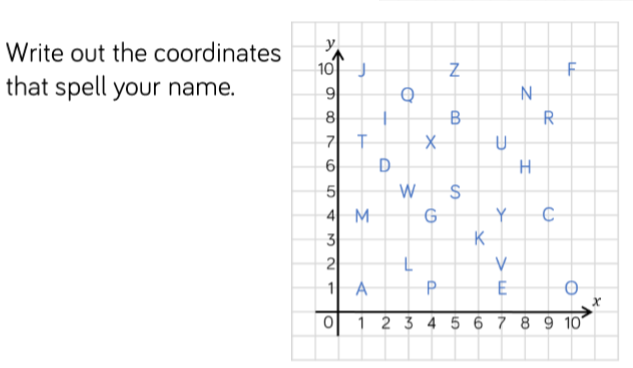 Write out the coordinates
that spell your name.
y
10 J Z F
9 Q N
8 I B R
7 T X U
6 D H
5 W S
4 M G Y C
3 K
2 L V
1 A P E O
x
0 1 2 3 4 5 6 7 8 9 10